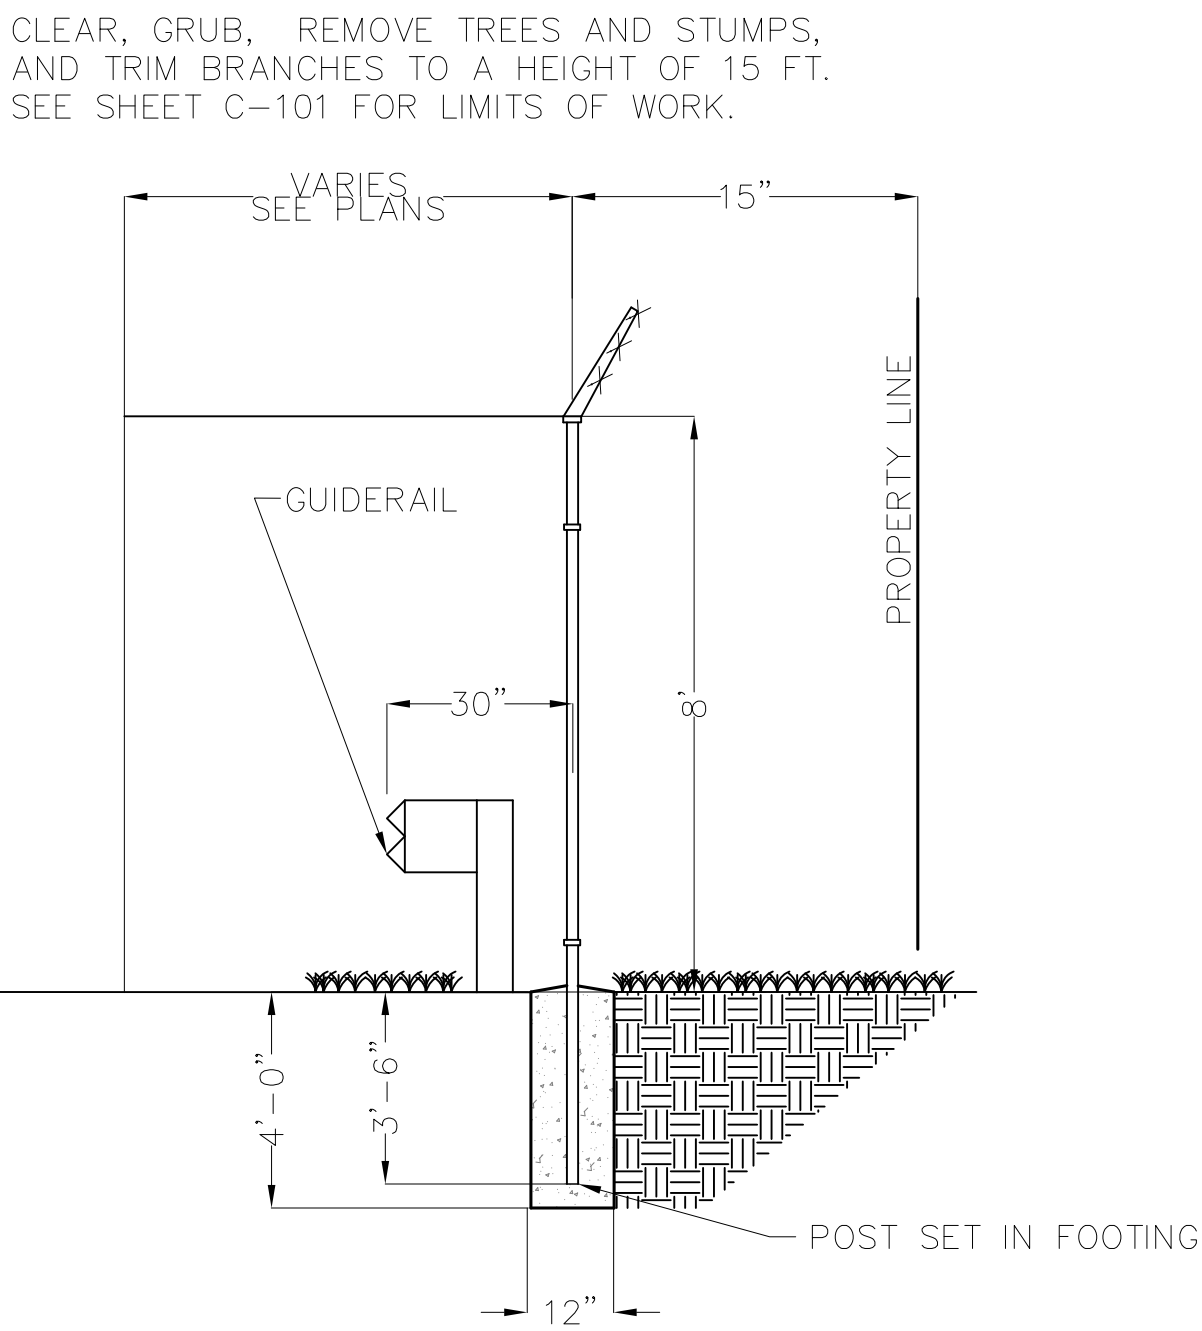 CLEAR, GRUB, REMOVE TREES AND STUMPS,
AND TRIM BRANCHES TO A HEIGHT OF 15 FT.
SEE SHEET C-101 FOR LIMITS OF WORK.
VARIES
SEE PLANS
15"
PROPERTY LINE
GUIDERAIL
30"
8'
4'-0"
3'-6"
POST SET IN FOOTING
12"